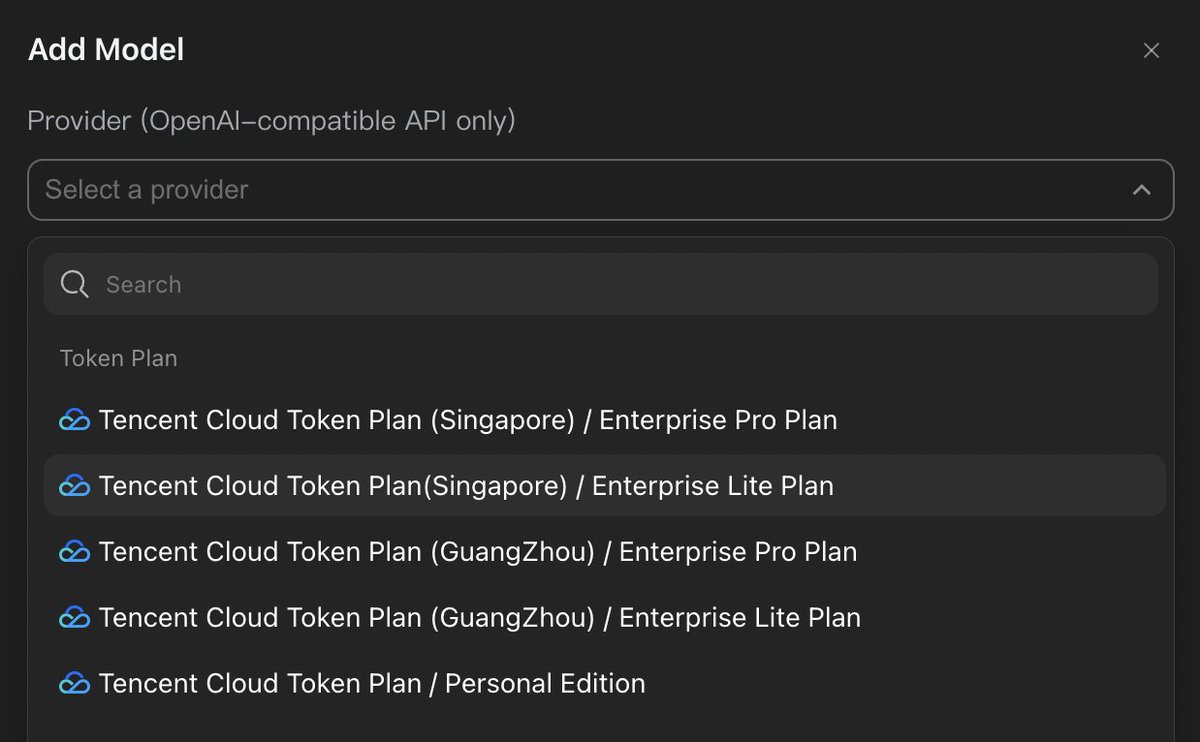 Add Model
Provider (OpenAI-compatible API only)
Select a provider
Search
Token Plan
Tencent Cloud Token Plan (Singapore) / Enterprise Pro Plan
Tencent Cloud Token Plan(Singapore) / Enterprise Lite Plan
Tencent Cloud Token Plan (GuangZhou) / Enterprise Pro Plan
Tencent Cloud Token Plan (GuangZhou) / Enterprise Lite Plan
Tencent Cloud Token Plan / Personal Edition